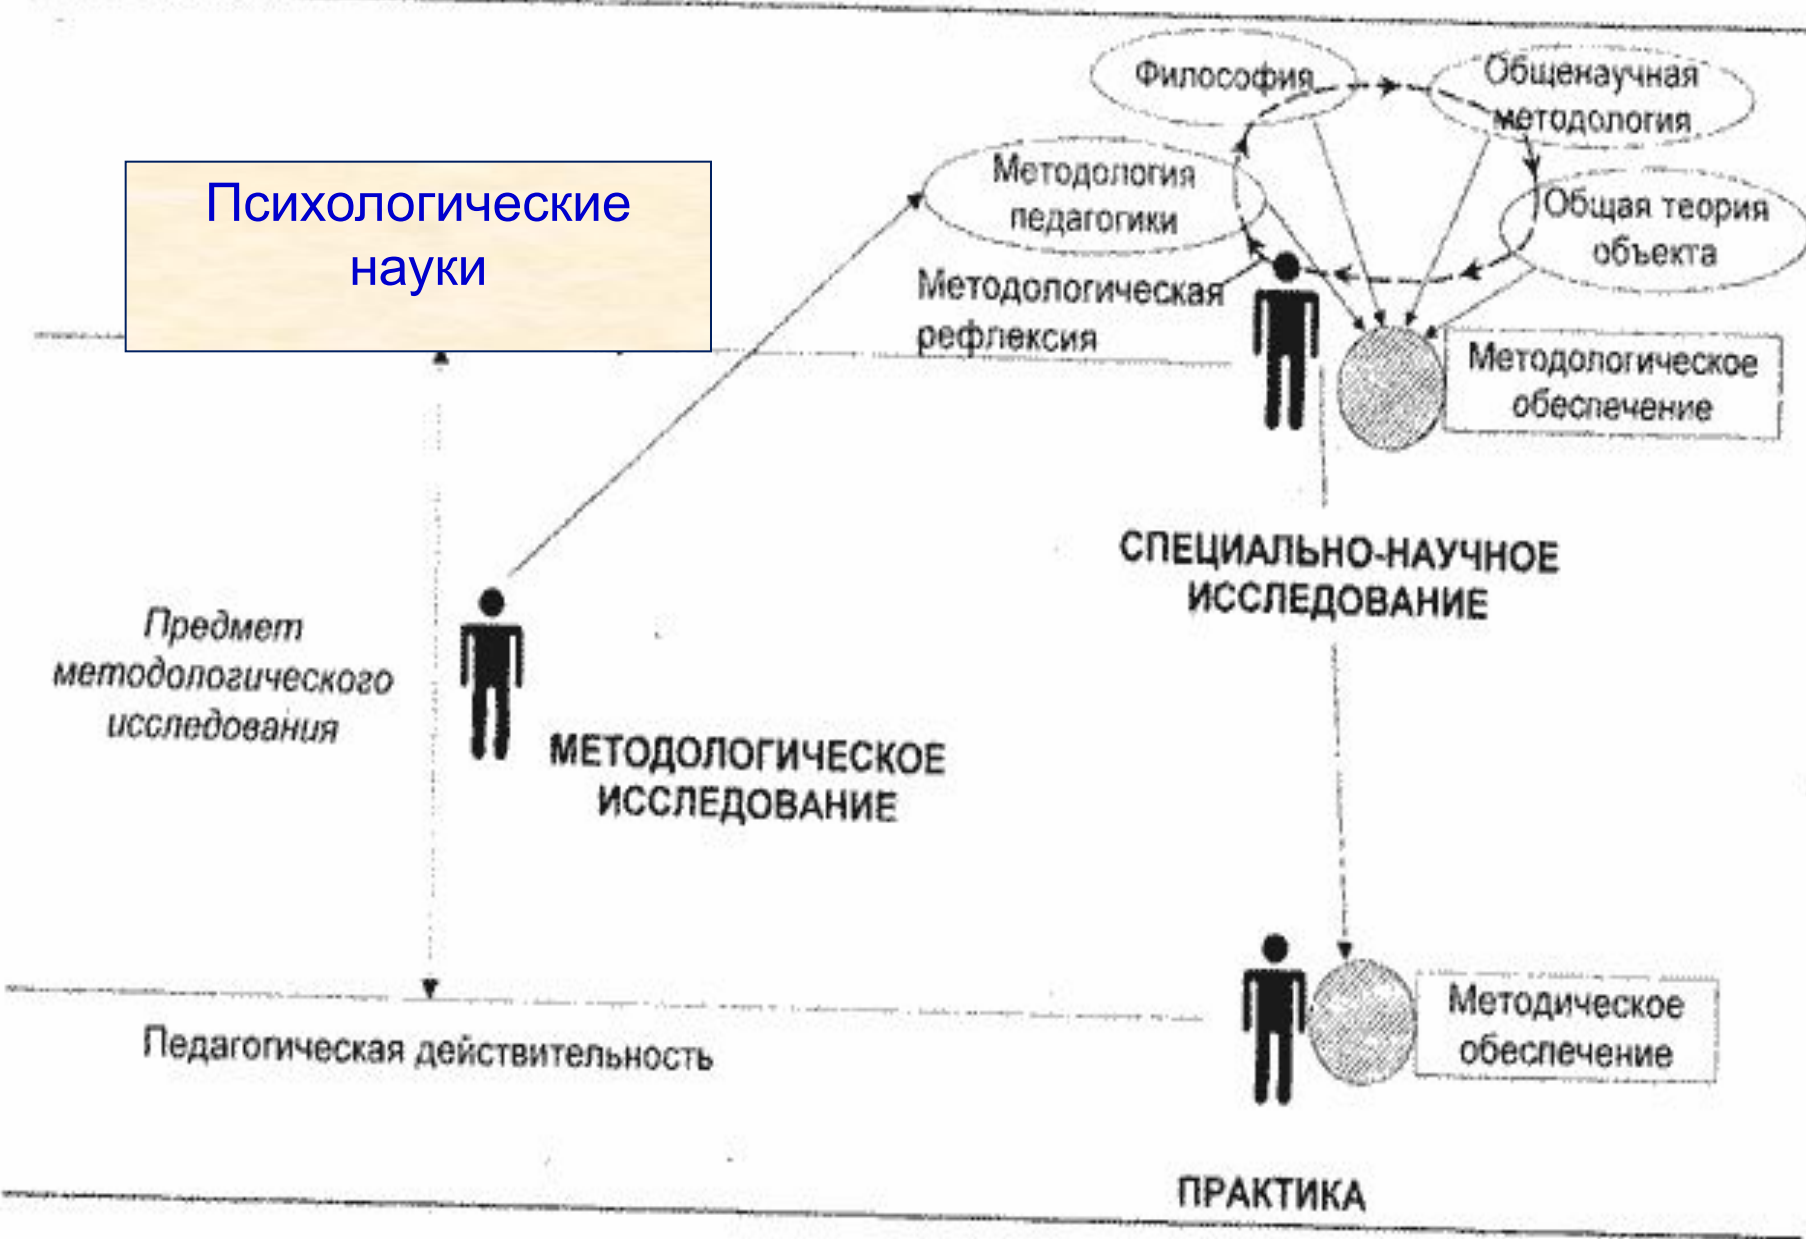 Философия
Общенаучная
методология
Методология
педагогики
Общая теория
объекта
Психологические
науки
Методологическая
рефлексия
Методологическое
обеспечение
СПЕЦИАЛЬНО-НАУЧНОЕ
ИССЛЕДОВАНИЕ
Предмет
методологического
исследования
МЕТОДОЛОГИЧЕСКОЕ
ИССЛЕДОВАНИЕ
Методическое
обеспечение
Педагогическая действительность
ПРАКТИКА